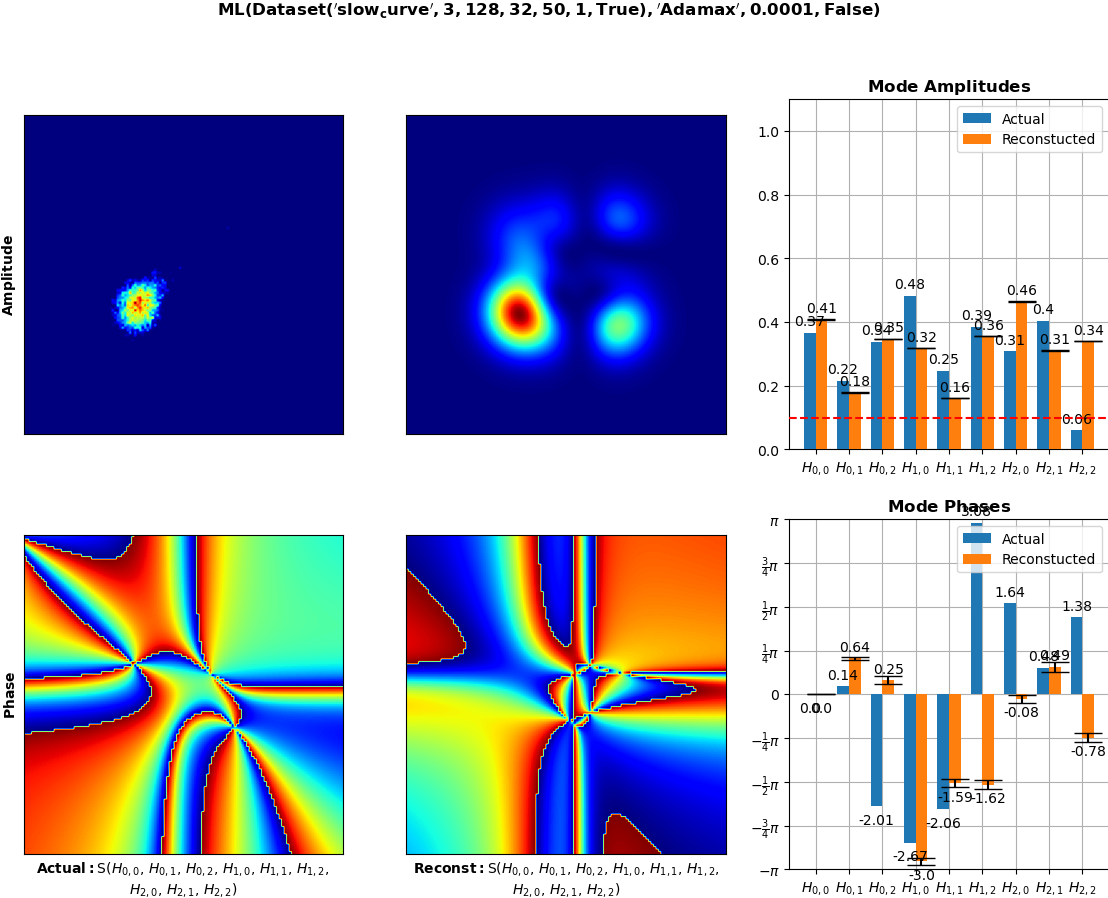 ML(Dataset('slow_curve', 3, 128, 32, 50, 1, True), 'Adamax', 0.0001, False)
Amplitude
Mode Amplitudes
Actual
Reconstucted
1.0
0.8
0.6
0.4
0.2
0.0
0.37 0.41
0.22 0.18
0.34 0.35
0.48 0.32
0.25 0.16
0.39 0.36
0.31 0.46
0.4 0.31
0.06 0.34
H0,0 H0,1 H0,2 H1,0 H1,1 H1,2 H2,0 H2,1 H2,2
Phase
Mode Phases
Actual
Reconstucted
π
3/4π
1/2π
1/4π
0
−1/4π
−1/2π
−3/4π
−π
0.0 0.0
0.14 0.64
-2.01 0.25
-2.67 -3.0
-2.06 -1.59
3.08 -1.62
1.64 -0.08
0.48 0.49
1.38 -0.78
H0,0 H0,1 H0,2 H1,0 H1,1 H1,2 H2,0 H2,1 H2,2
Actual: S(H0,0, H0,1, H0,2, H1,0, H1,1, H1,2,
H2,0, H2,1, H2,2)
Reconst: S(H0,0, H0,1, H0,2, H1,0, H1,1, H1,2,
H2,0, H2,1, H2,2)